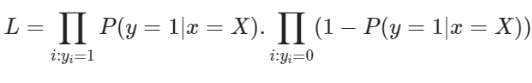 L = ∏_{i:y_i=1} P(y = 1|x = X). ∏_{i:y_i=0} (1 − P(y = 1|x = X))